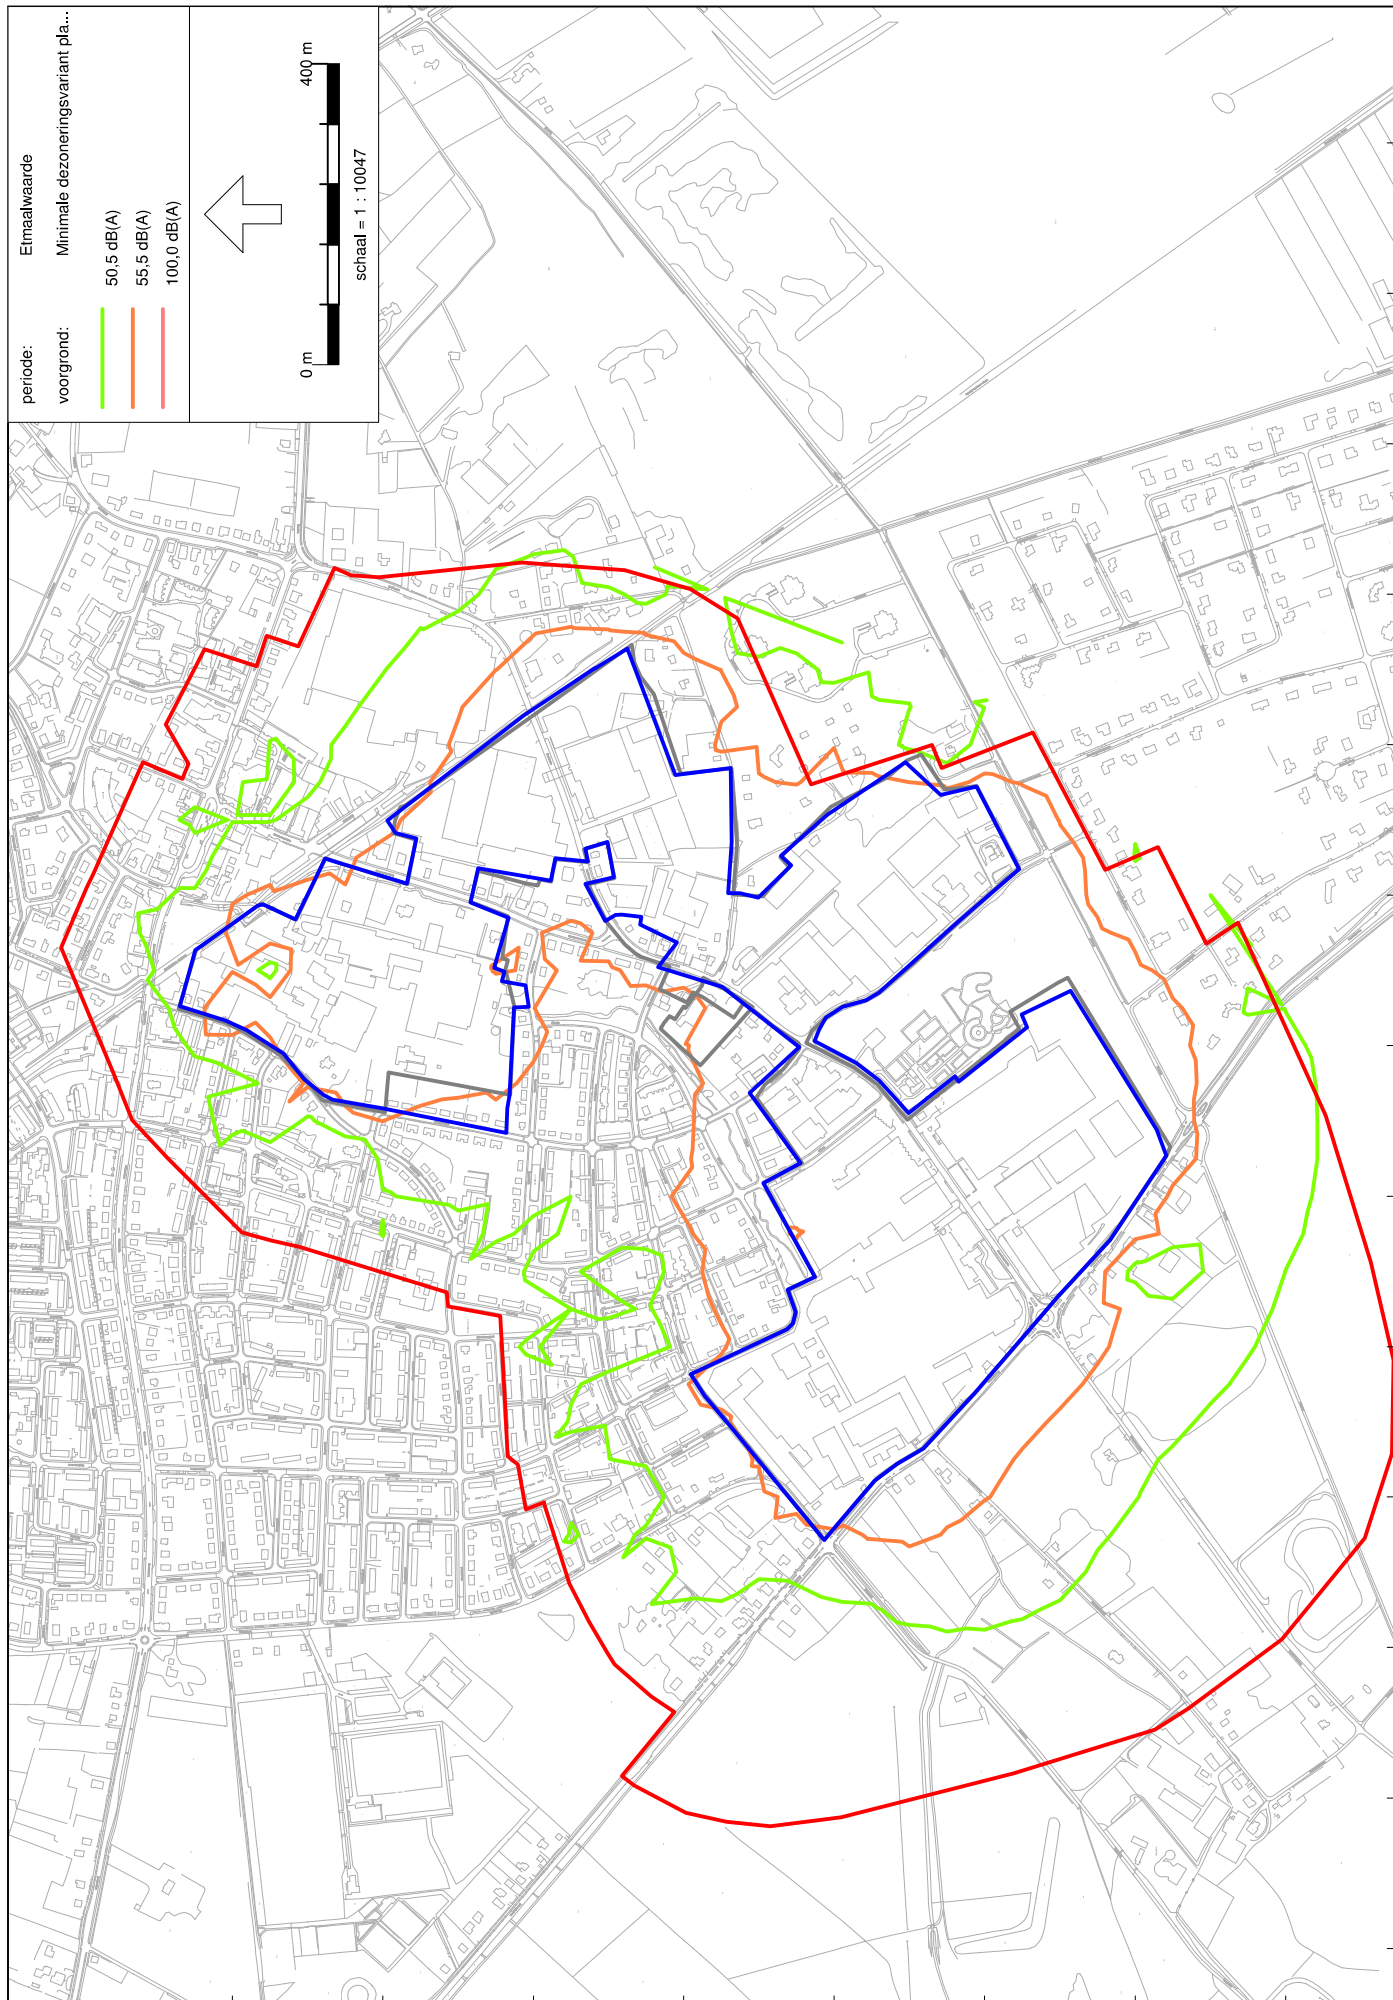 periode: Etmaalwaarde
voorgrond: Minimale dezoneringsvariant pla...
50,5 dB(A)
55,5 dB(A)
100,0 dB(A)
0 m 400 m
schaal = 1 : 10047